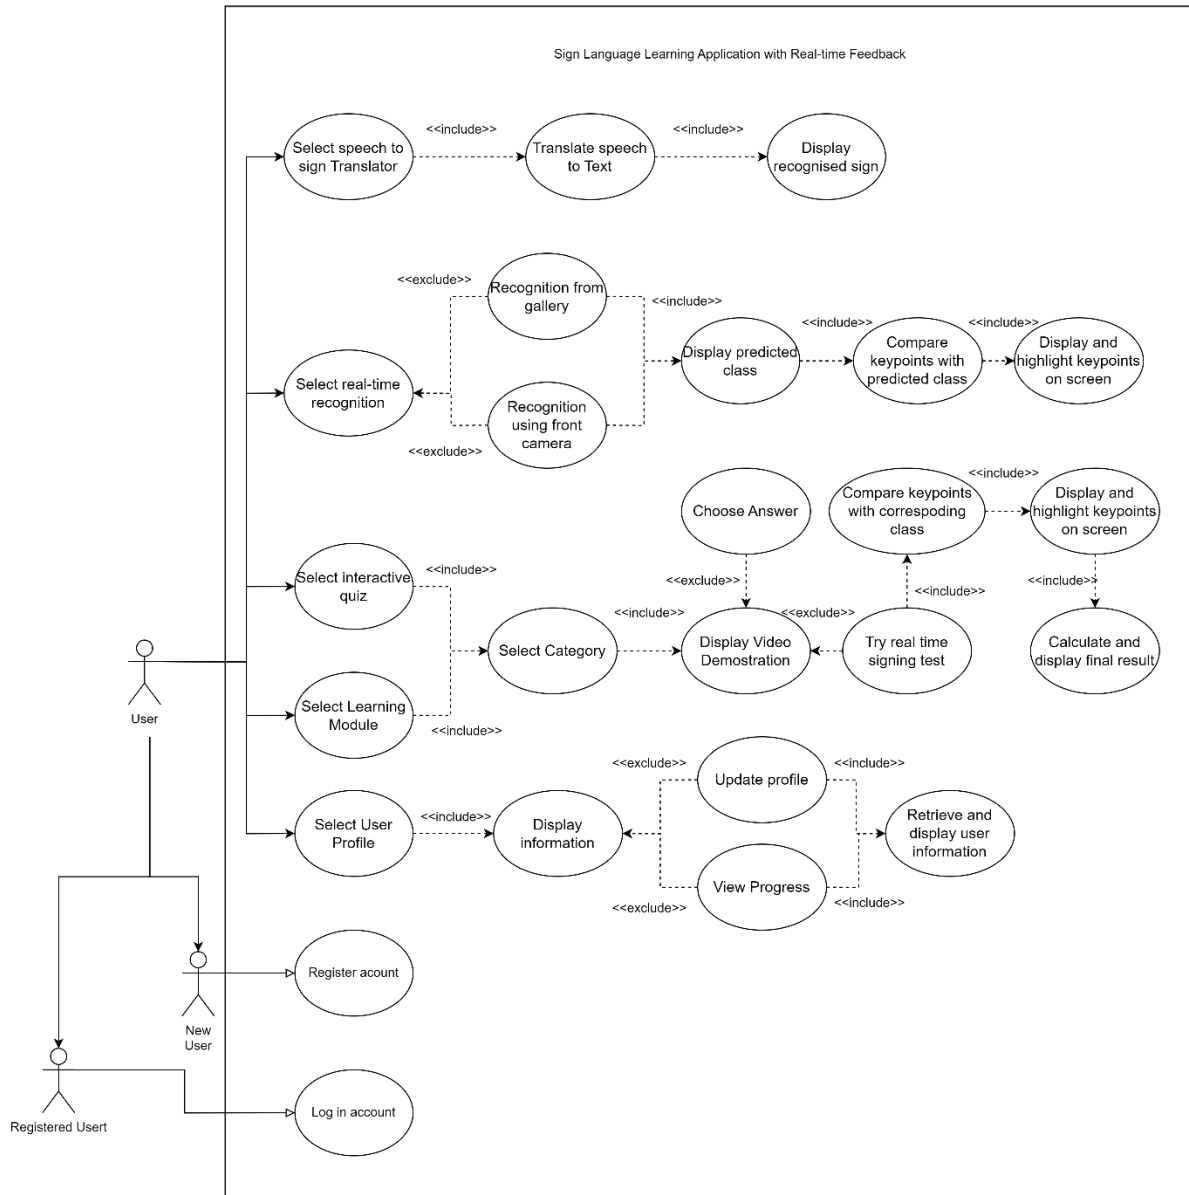 Sign Language Learning Application with Real-time Feedback
Select speech to
sign Translator
<<include>>
Translate speech
to Text
<<include>>
Display
recognised sign
<<exclude>>
Recognition from
gallery
<<include>>
Select real-time
recognition
<<exclude>>
Recognition
using front
camera
Display predicted
class
<<include>>
Compare
keypoints with
predicted class
<<include>>
Display and
highlight keypoints
on screen
Choose Answer
<<exclude>>
Compare keypoints
with correspoding
class
<<include>>
Display and
highlight keypoints
on screen
<<include>>
<<include>>
Select interactive
quiz
<<include>>
Select Learning
Module
<<include>>
Select Category
<<include>>
Display Video
Demostration
<<exclude>>
Try real time
signing test
Calculate and
display final result
User
Select User
Profile
<<include>>
Display
information
<<exclude>>
Update profile
<<include>>
<<exclude>>
View Progress
<<include>>
Retrieve and
display user
information
New
User
Register acount
Registered Usert
Log in account